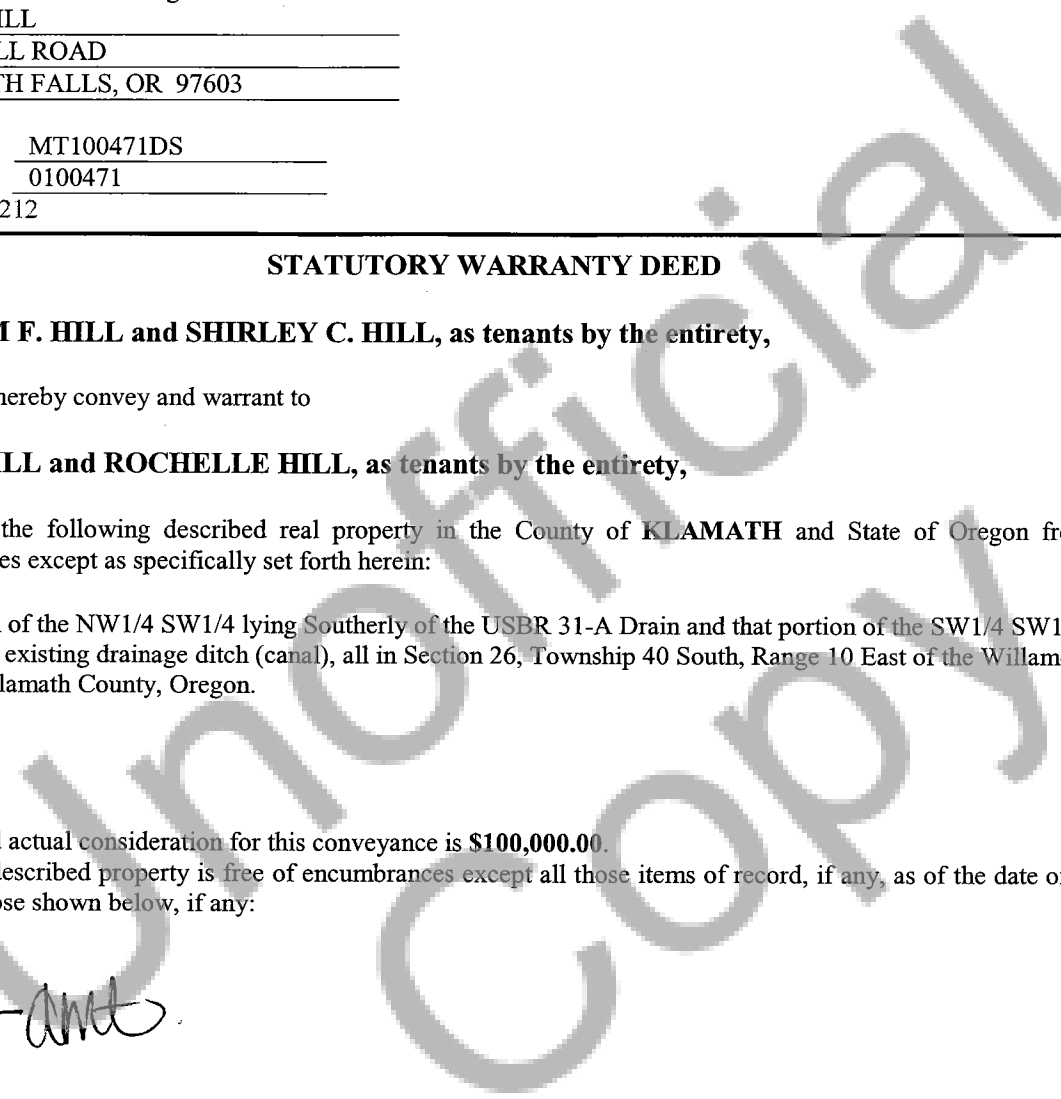 ILL
LL ROAD
TH FALLS, OR 97603
MT100471DS
0100471
212
STATUTORY WARRANTY DEED
M F. HILL and SHIRLEY C. HILL, as tenants by the entirety,
hereby convey and warrant to
ILL and ROCHELLE HILL, as tenants by the entirety,
the following described real property in the County of KLAMATH and State of Oregon fr
es except as specifically set forth herein:
of the NW1/4 SW1/4 lying Southerly of the USBR 31-A Drain and that portion of the SW1/4 SW1
existing drainage ditch (canal), all in Section 26, Township 40 South, Range 10 East of the Willam
lamath County, Oregon.
actual consideration for this conveyance is $100,000.00.
described property is free of encumbrances except all those items of record, if any, as of the date o
ose shown below, if any:
Unofficial
Copy